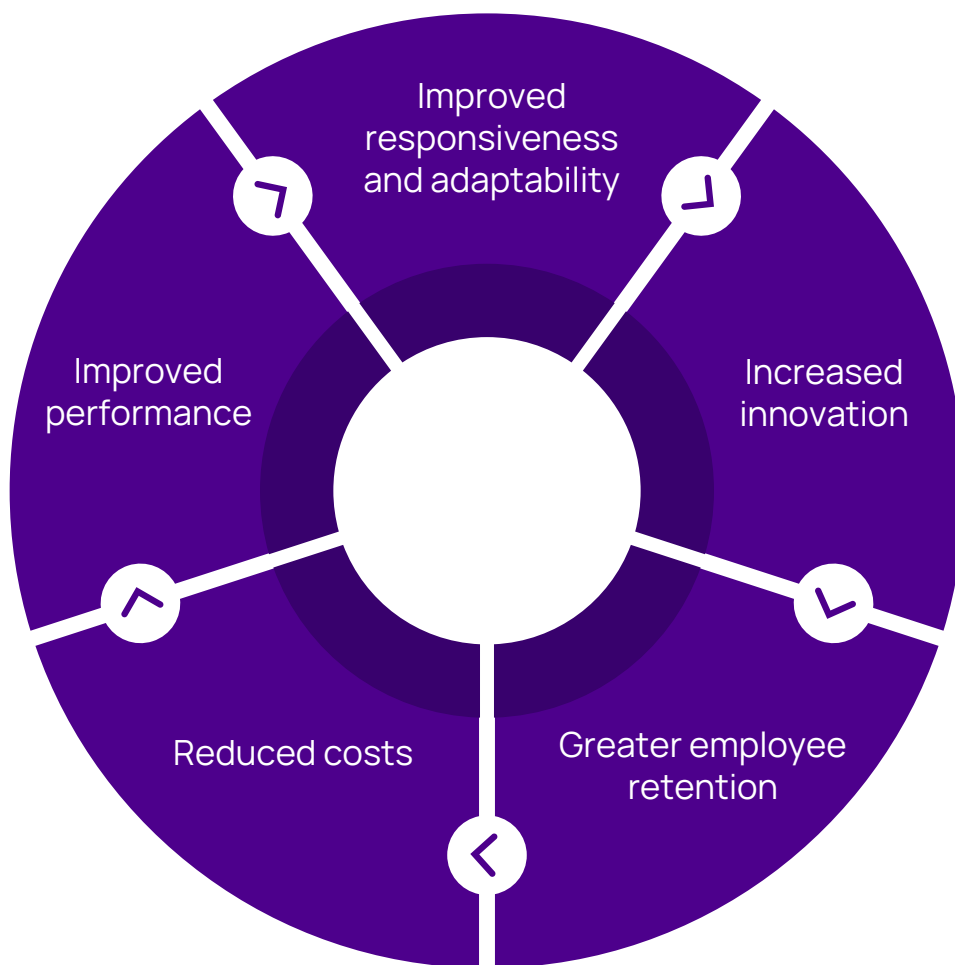 Improved
responsiveness
and adaptability
Increased
innovation
Greater employee
retention
Reduced costs
Improved
performance